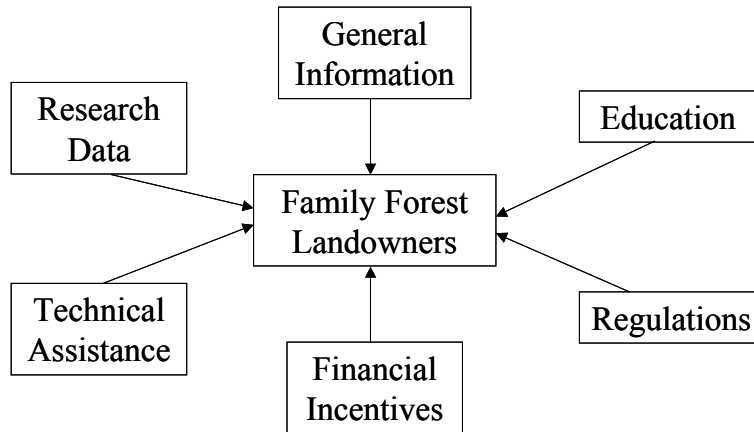 General
Information
Research
Data
Education
Family Forest
Landowners
Technical
Assistance
Regulations
Financial
Incentives